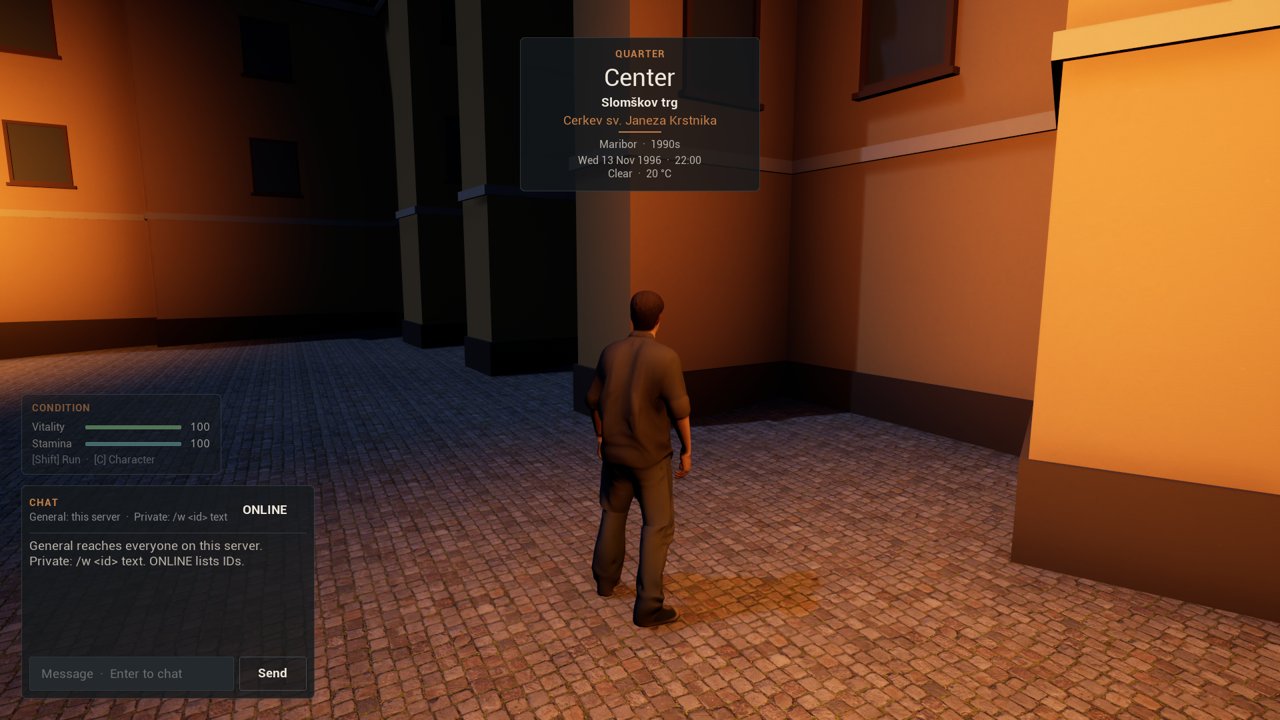 QUARTER
Center
Slomškov trg
Cerkev sv. Janeza Krstnika
Maribor · 1990s
Wed 13 Nov 1996 · 22:00
Clear · 20 °C
CONDITION
Vitality 100
Stamina 100
[Shift] Run · [C] Character
CHAT
General: this server · Private: /w <id> text
ONLINE
General reaches everyone on this server.
Private: /w <id> text. ONLINE lists IDs.
Message · Enter to chat
Send